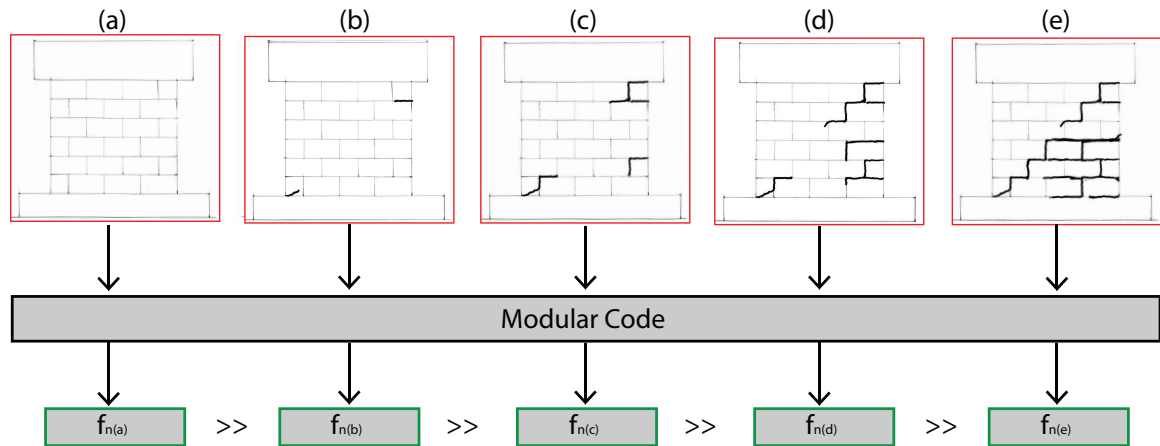 (a) (b) (c) (d) (e)
Modular Code
fn(a) >> fn(b) >> fn(c) >> fn(d) >> fn(e)